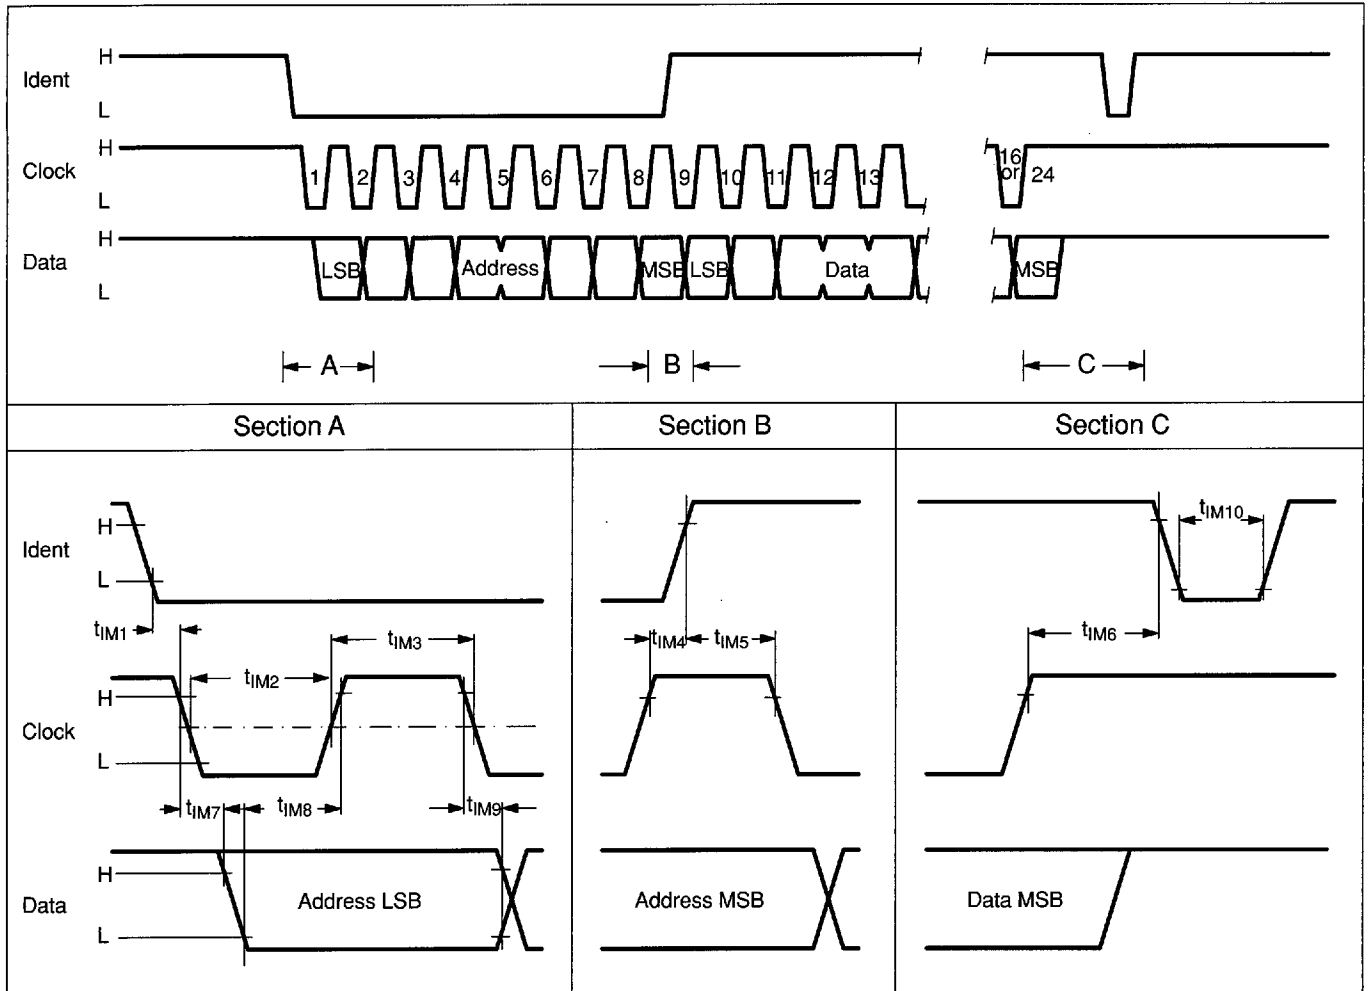 H
Ident
L
H
Clock 1 2 3 4 5 6 7 8 9 10 11 12 13 16 or 24
L
H
Data LSB Address MSB LSB Data MSB
L
A B C
Section A Section B Section C
H
Ident
L
tIM10
tIM1 tIM3 tIM4 tIM5 tIM6
tIM2
H
Clock
L
tIM7 tIM8 tIM9
H
Data Address LSB Address MSB Data MSB
L